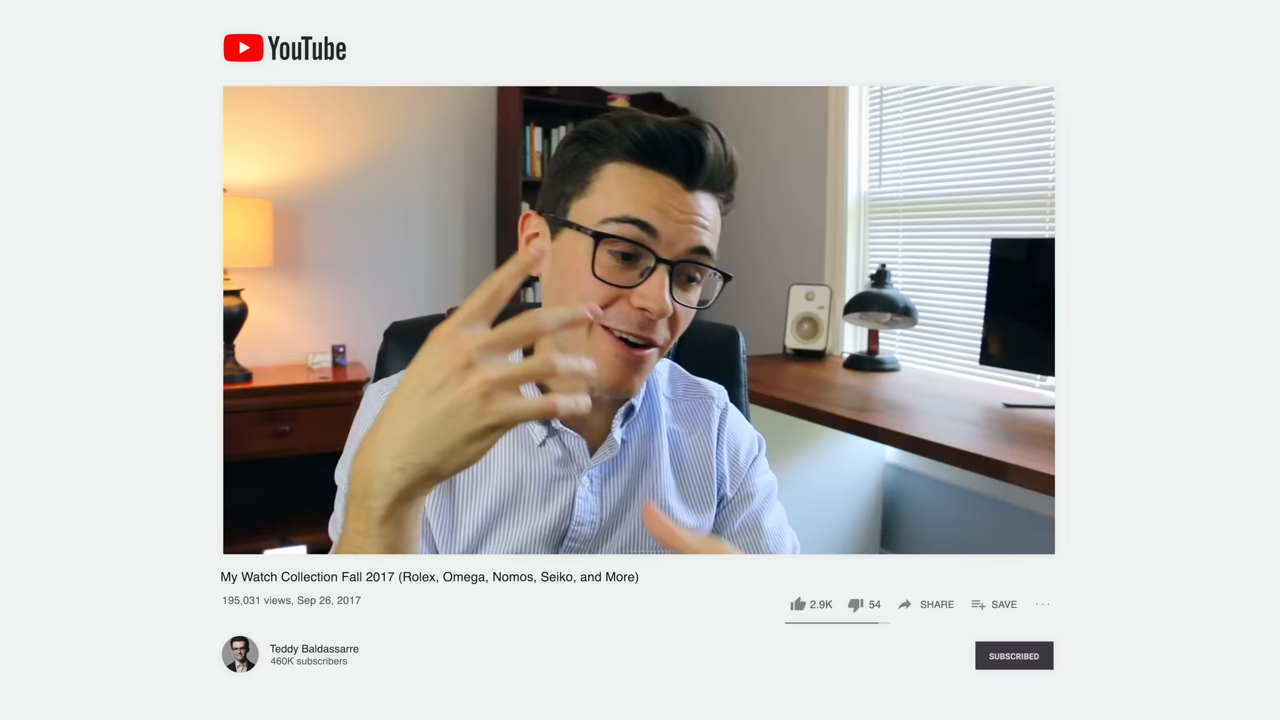 YouTube
My Watch Collection Fall 2017 (Rolex, Omega, Nomos, Seiko, and More)
195,031 views, Sep 26, 2017
2.9K 54 SHARE SAVE ...
Teddy Baldassarre
460K subscribers
SUBSCRIBED